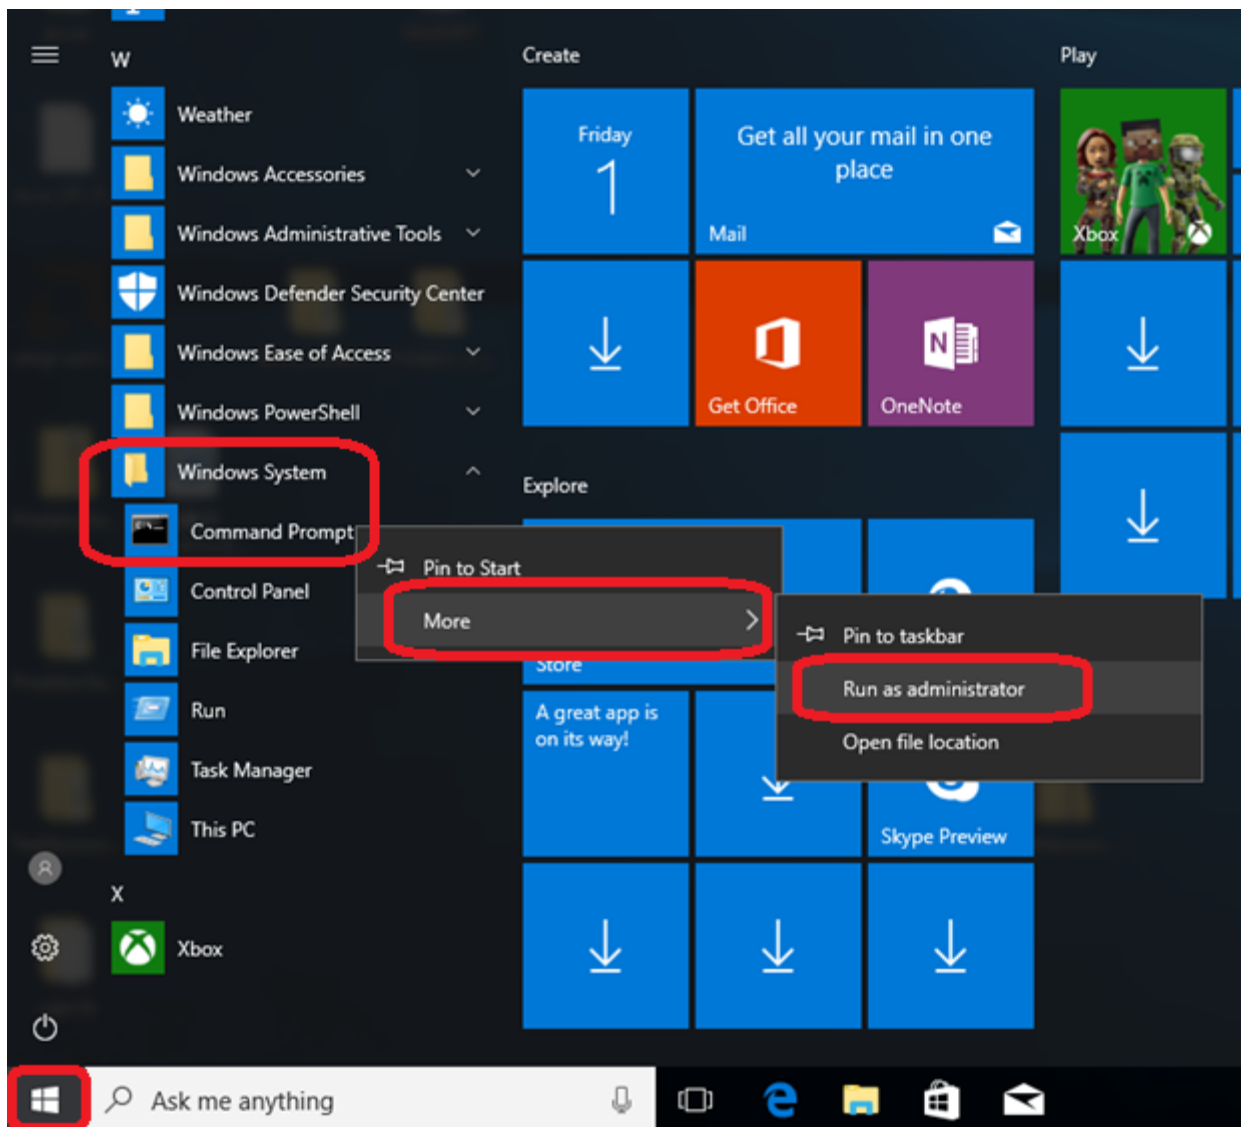 W
Weather
Windows Accessories
Windows Administrative Tools
Windows Defender Security Center
Windows Ease of Access
Windows PowerShell
Windows System
Command Prompt
Control Panel
File Explorer
Run
Task Manager
This PC
X
Xbox
Create
Friday
1
Get all your mail in one
place
Mail
Get Office
N
OneNote
Explore
Store
A great app is
on its way!
Skype Preview
Play
Xbox
Pin to Start
More
Pin to taskbar
Run as administrator
Open file location
Ask me anything